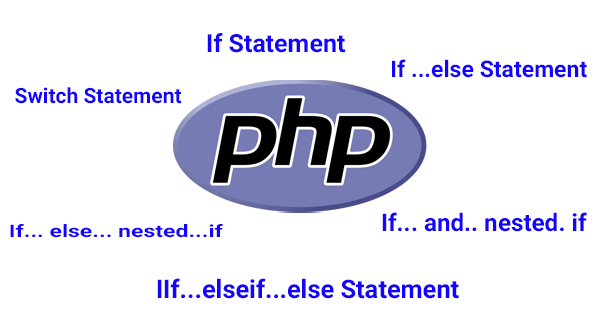 If Statement
If ...else Statement
Switch Statement
php
If... and.. nested. if
If... else... nested...if
IIf...elseif...else Statement